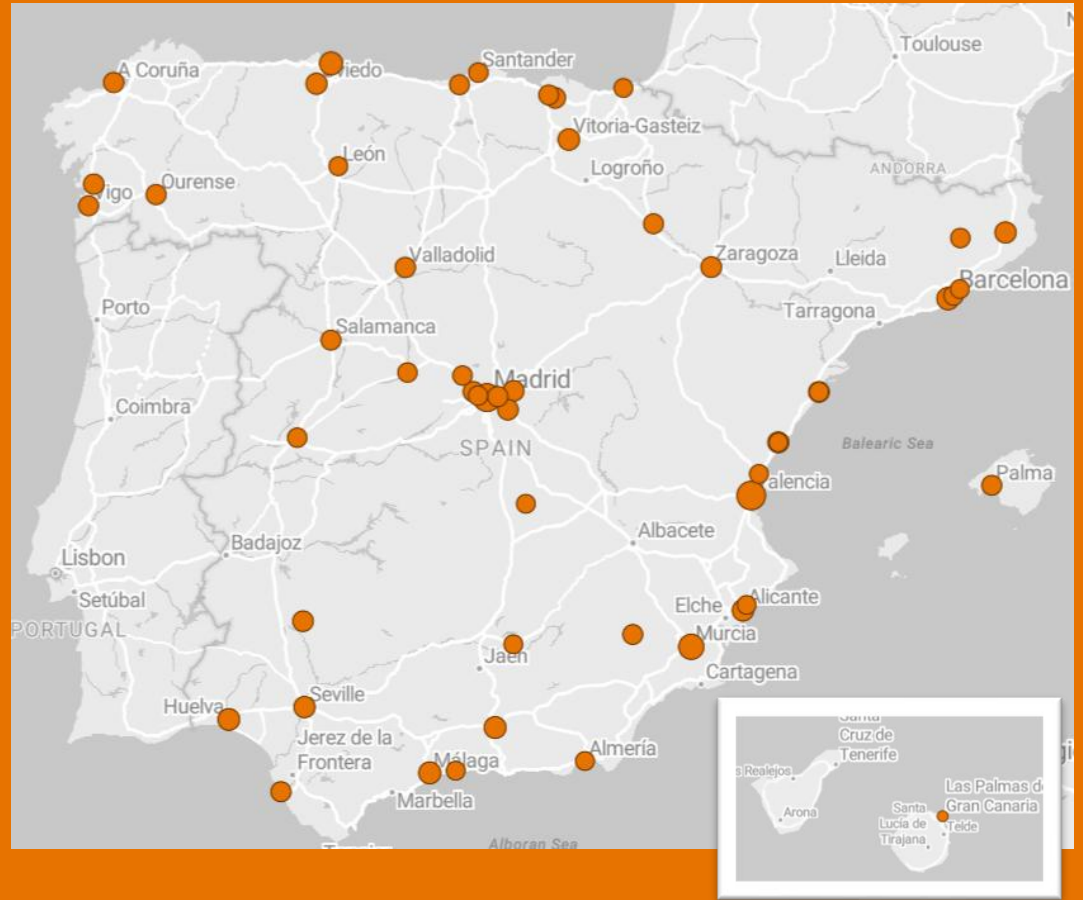 Toulouse
A Coruña
Santander
Vitoria-Gasteiz
León
Logroño
ANDORRA
Ourense
Valladolid
Zaragoza
Lleida
Barcelona
Porto
Tarragona
Salamanca
Madrid
Coimbra
SPAIN
Balearic Sea
Palma
Albacete
Badajoz
Lisbon
Setúbal
Elche
Alicante
PORTUGAL
Murcia
Jaén
Cartagena
Seville
Huelva
Jerez de la
Frontera
Almería
Málaga
Marbella
Alboran Sea
Santa
Cruz de
Tenerife
Arona
Las Palmas d
Gran Canaria
Santa
Lucía de
Tirajana
Telde